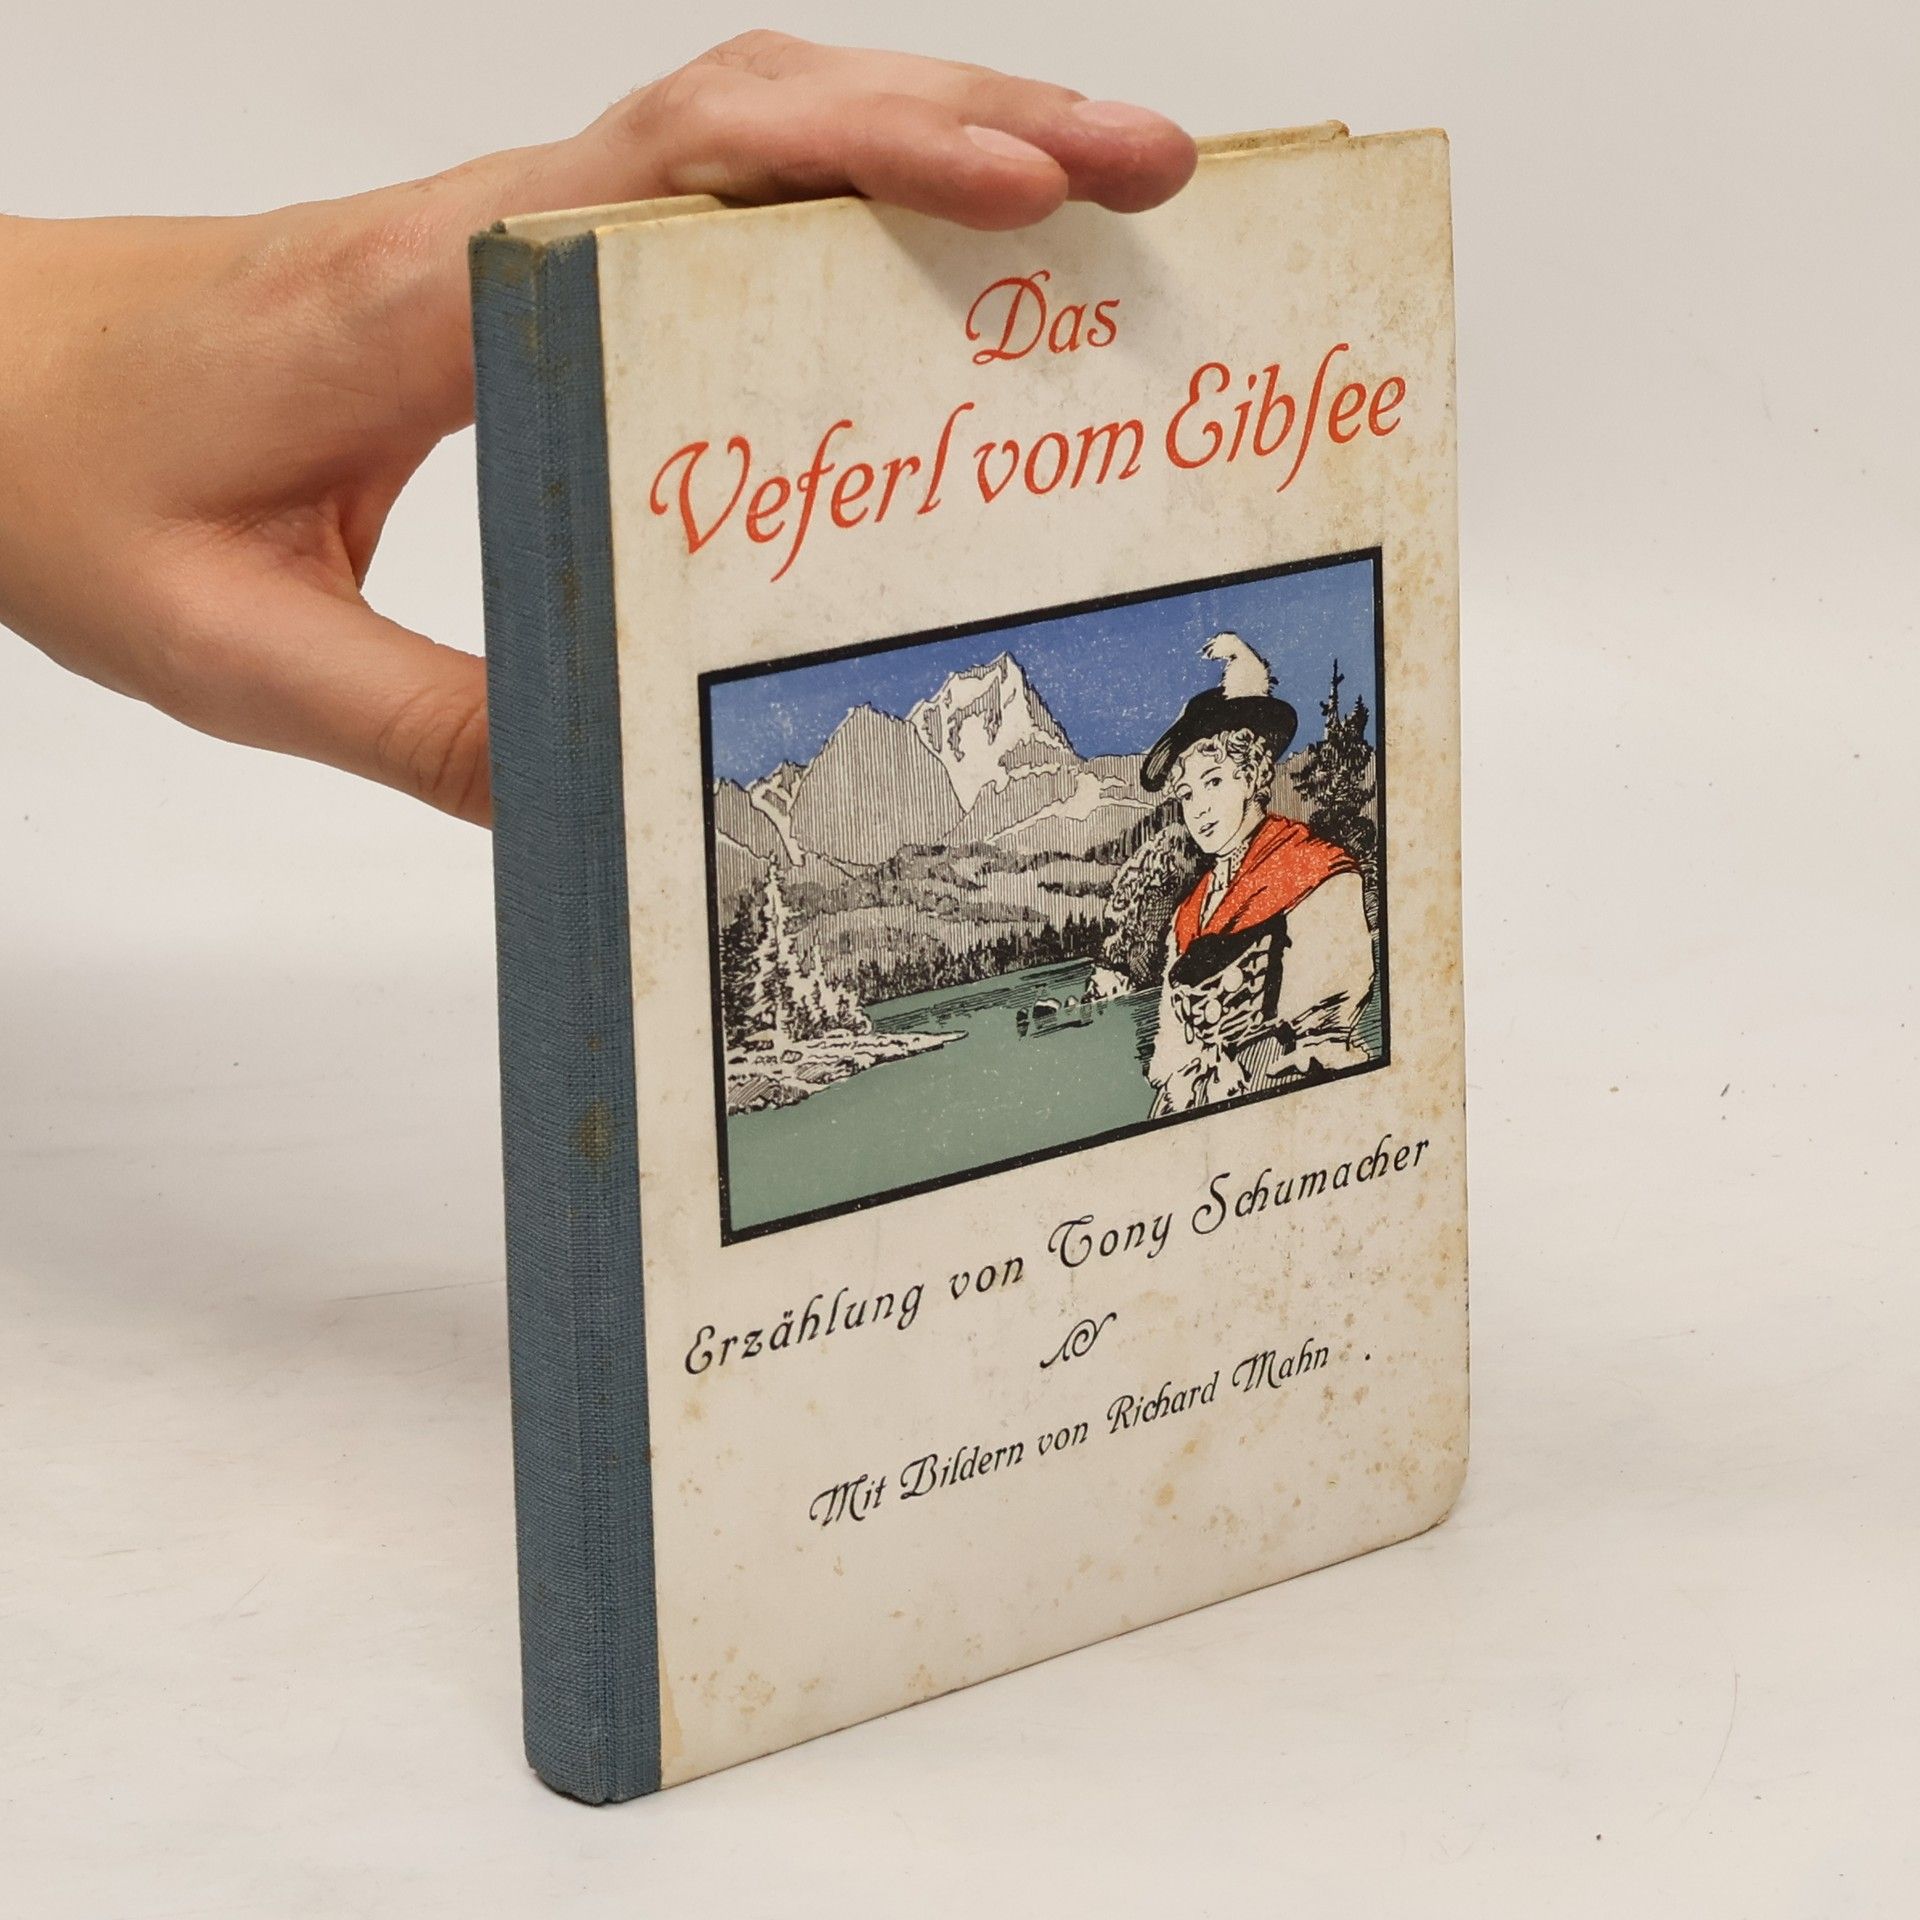 Das
Veferl vom Eibſee
Erzählung von Tony Schumacher
Mit Bildern von Richard Mahn .